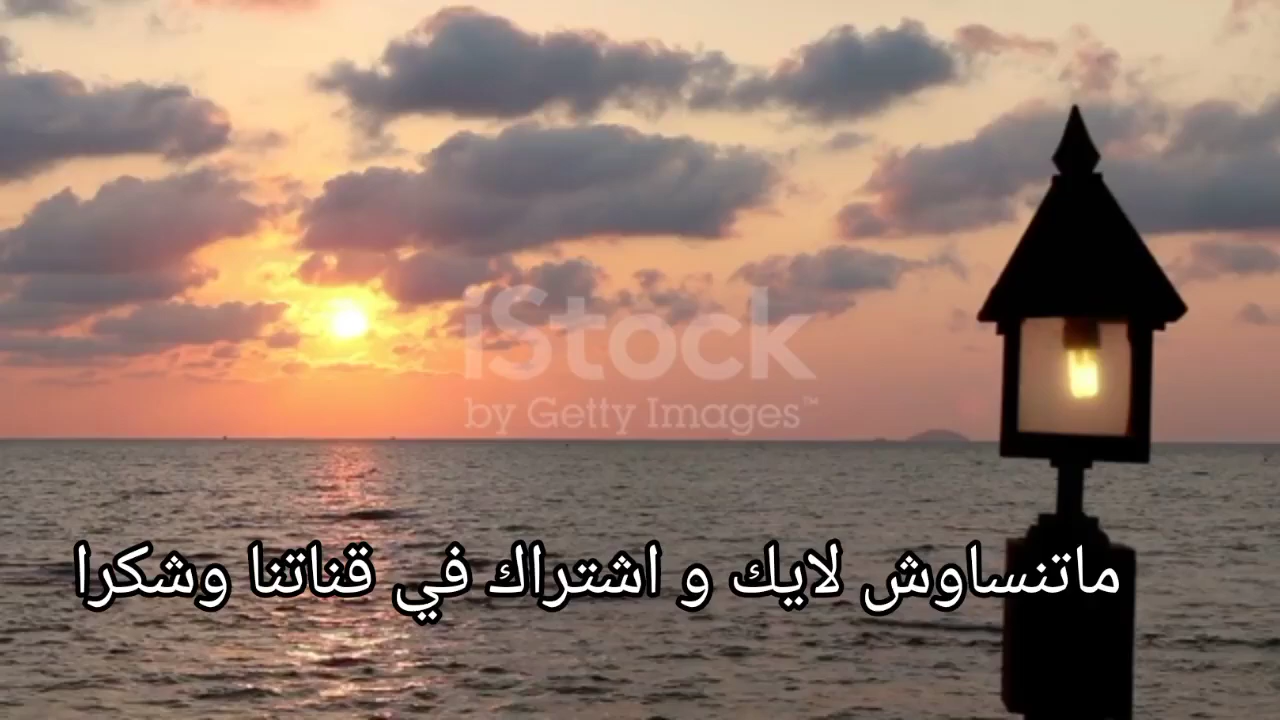 iStock
by Getty Images™
ماتنساوش لايك و اشتراك في قناتنا وشكرا